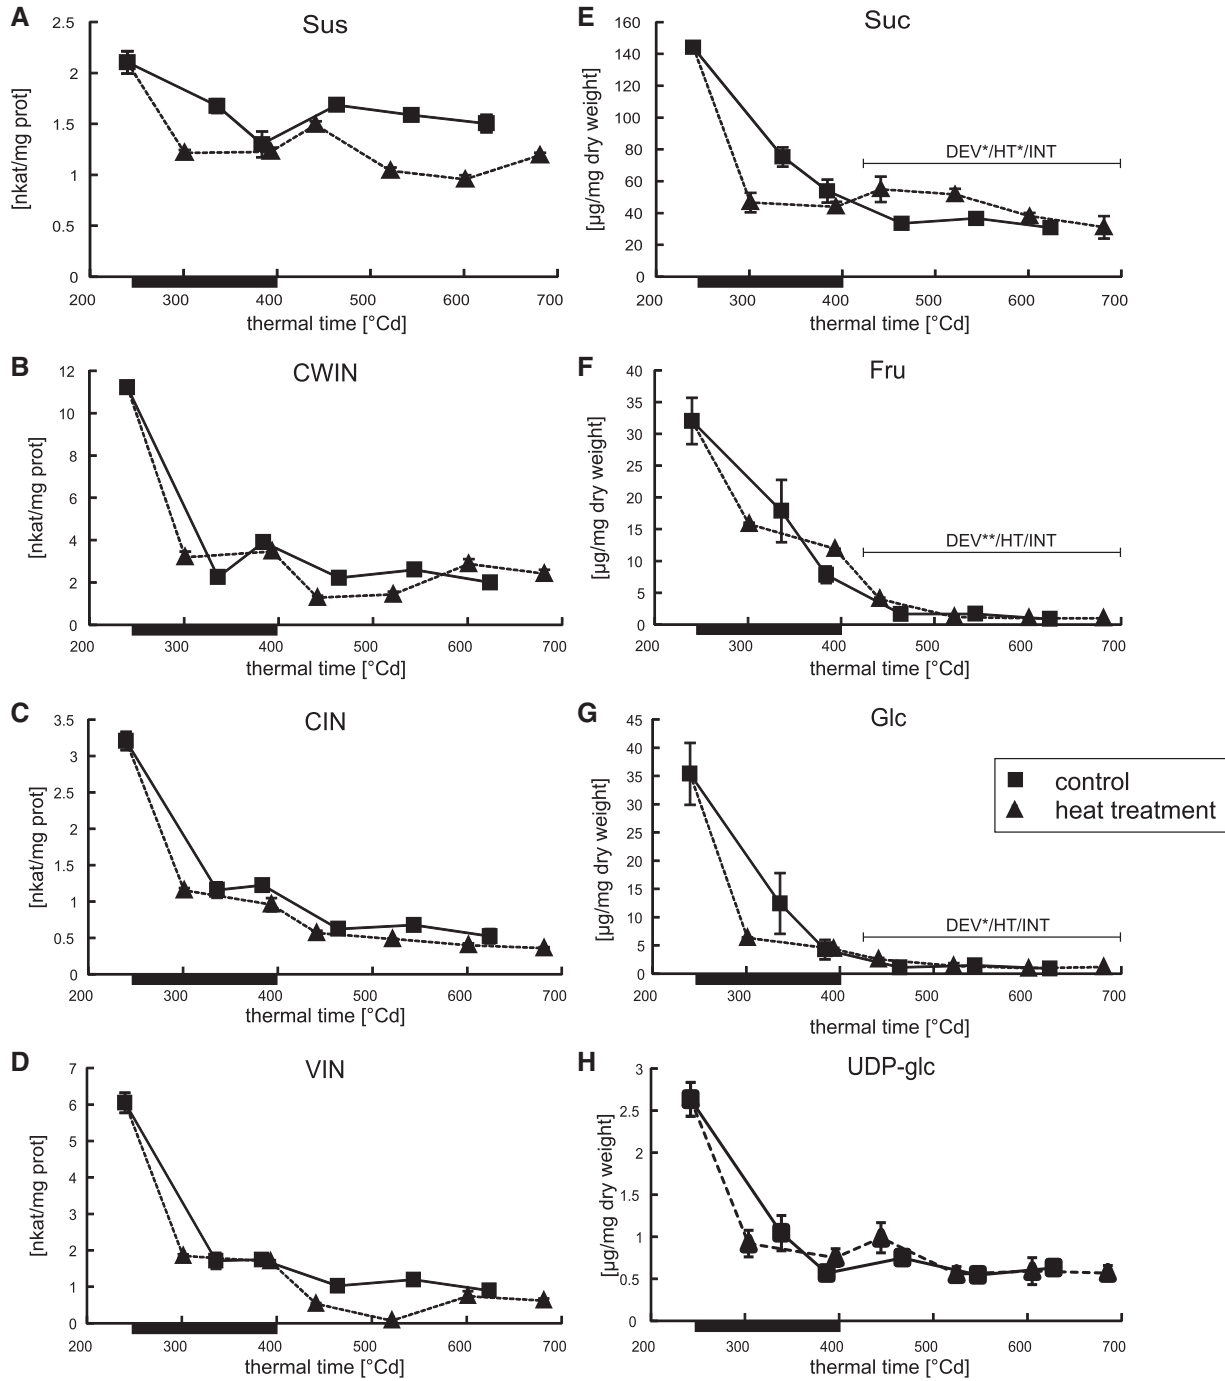 A
Sus
[nkat/mg prot]
2.5
2
1.5
1
0.5
0
200 300 400 500 600 700
thermal time [°Cd]
B
CWIN
[nkat/mg prot]
12
10
8
6
4
2
0
200 300 400 500 600 700
thermal time [°Cd]
C
CIN
[nkat/mg prot]
3.5
3
2.5
2
1.5
1
0.5
0
200 300 400 500 600 700
thermal time [°Cd]
D
VIN
[nkat/mg prot]
7
6
5
4
3
2
1
0
200 300 400 500 600 700
thermal time [°Cd]
E
Suc
[µg/mg dry weight]
160
140
120
100
80
60
40
20
0
DEV*/HT*/INT
200 300 400 500 600 700
thermal time [°Cd]
F
Fru
[µg/mg dry weight]
40
35
30
25
20
15
10
5
0
DEV**/HT/INT
200 300 400 500 600 700
thermal time [°Cd]
G
Glc
[µg/mg dry weight]
45
40
35
30
25
20
15
10
5
0
control
heat treatment
DEV*/HT/INT
200 300 400 500 600 700
thermal time [°Cd]
H
UDP-glc
[µg/mg dry weight]
3
2.5
2
1.5
1
0.5
0
200 300 400 500 600 700
thermal time [°Cd]